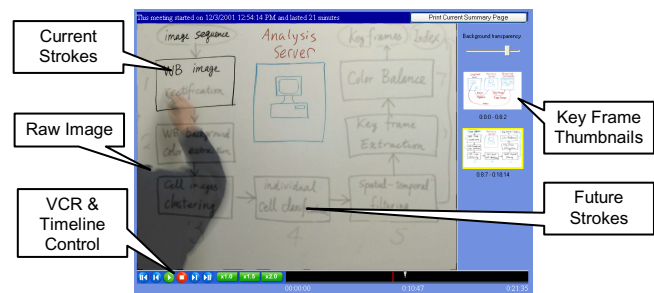 This meeting started on 12/3/2001 12:54:14 PM and lasted 21 minutes
Print Current Summary Page
Current
Strokes
Raw Image
VCR &
Timeline
Control
image sequence
WB image
rectification
WB background
color extraction
Cell images
clustering
Analysis
Server
individual
Cell
4
Key frames
Index
Color Balance
Key frame
Extraction
Spatial-temporal
filtering
5
Background transparency
0:0:0 - 0:8:2
0:8:7 - 0:18:14
Key Frame
Thumbnails
Future
Strokes
x1.0
x1.5
x2.0
00:00:00
0:10:47
0:21:35